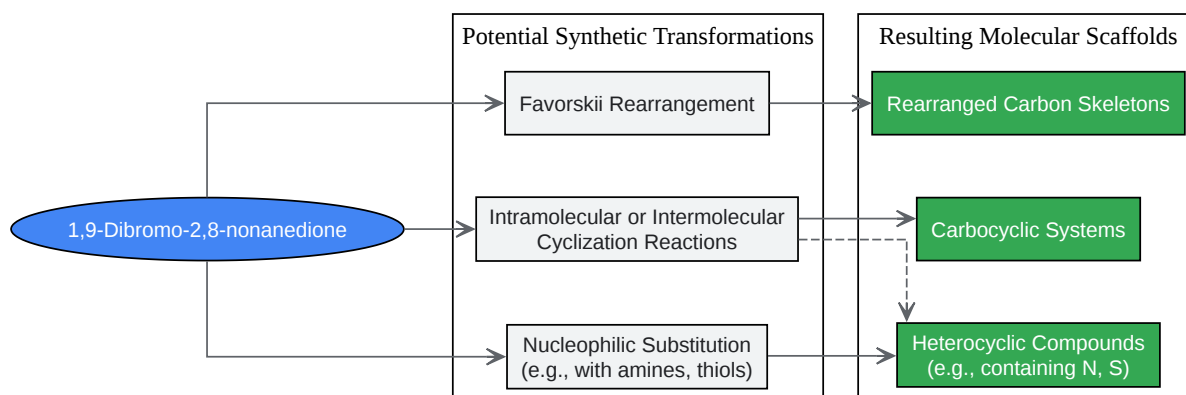 Potential Synthetic Transformations
Resulting Molecular Scaffolds
Favorskii Rearrangement
Rearranged Carbon Skeletons
1,9-Dibromo-2,8-nonanedione
Intramolecular or Intermolecular
Cyclization Reactions
Carbocyclic Systems
Nucleophilic Substitution
(e.g., with amines, thiols)
Heterocyclic Compounds
(e.g., containing N, S)